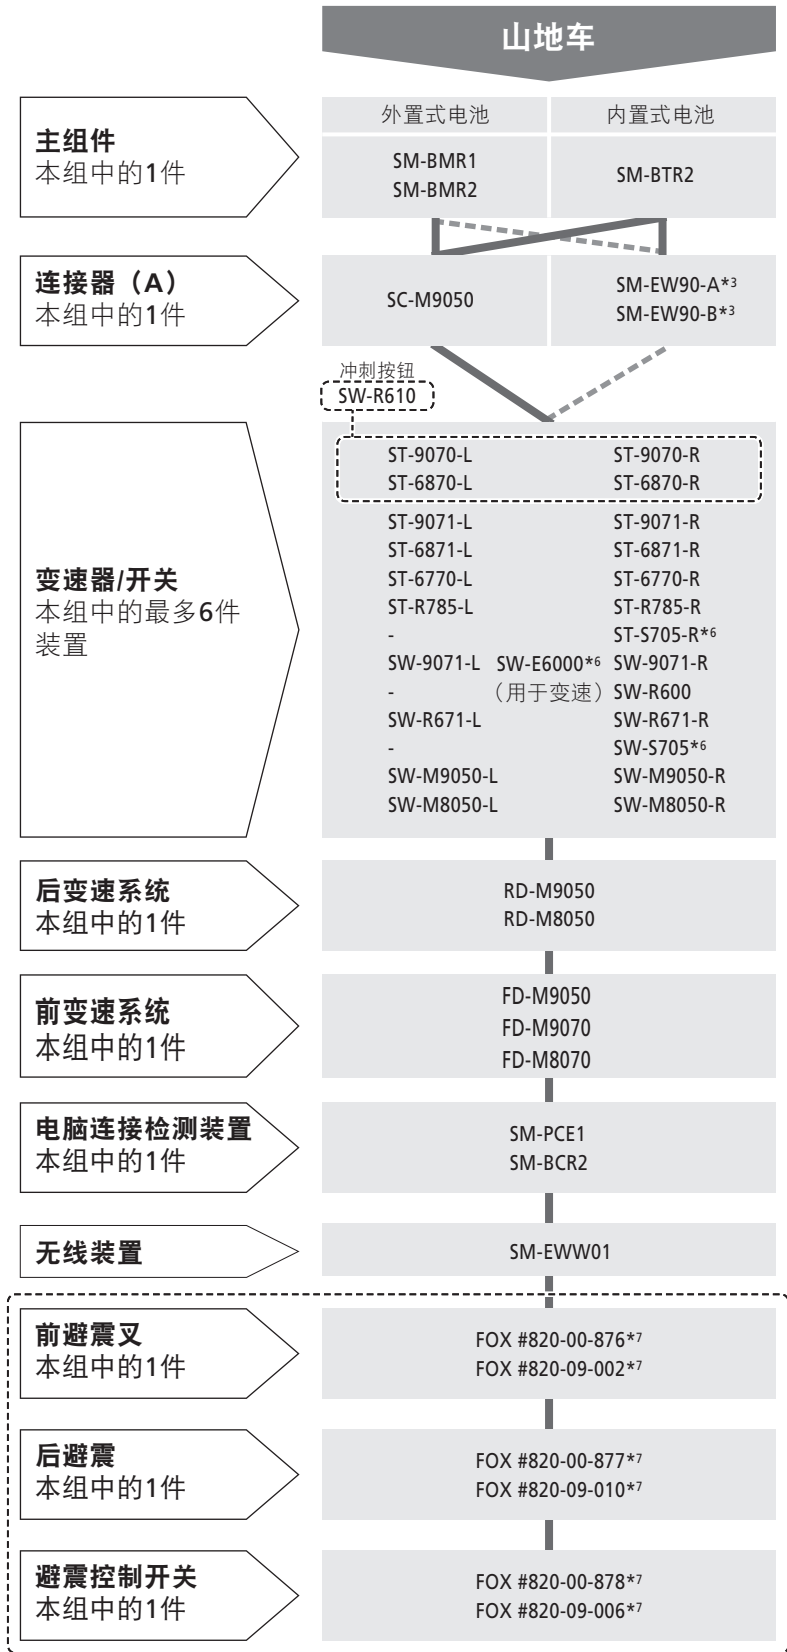 山地车
外置式电池 内置式电池
主组件
本组中的1件
SM-BMR1
SM-BMR2
SM-BTR2
连接器（A）
本组中的1件
SC-M9050
SM-EW90-A*3
SM-EW90-B*3
冲刺按钮
SW-R610
变速器/开关
本组中的最多6件
装置
ST-9070-L ST-9070-R
ST-6870-L ST-6870-R
ST-9071-L ST-9071-R
ST-6871-L ST-6871-R
ST-6770-L ST-6770-R
ST-R785-L ST-R785-R
- ST-S705-R*6
SW-9071-L SW-E6000*6 SW-9071-R
- （用于变速） SW-R600
SW-R671-L SW-R671-R
- SW-S705*6
SW-M9050-L SW-M9050-R
SW-M8050-L SW-M8050-R
后变速系统
本组中的1件
RD-M9050
RD-M8050
前变速系统
本组中的1件
FD-M9050
FD-M9070
FD-M8070
电脑连接检测装置
本组中的1件
SM-PCE1
SM-BCR2
无线装置
SM-EWW01
前避震叉
本组中的1件
FOX #820-00-876*7
FOX #820-09-002*7
后避震
本组中的1件
FOX #820-00-877*7
FOX #820-09-010*7
避震控制开关
本组中的1件
FOX #820-00-878*7
FOX #820-09-006*7